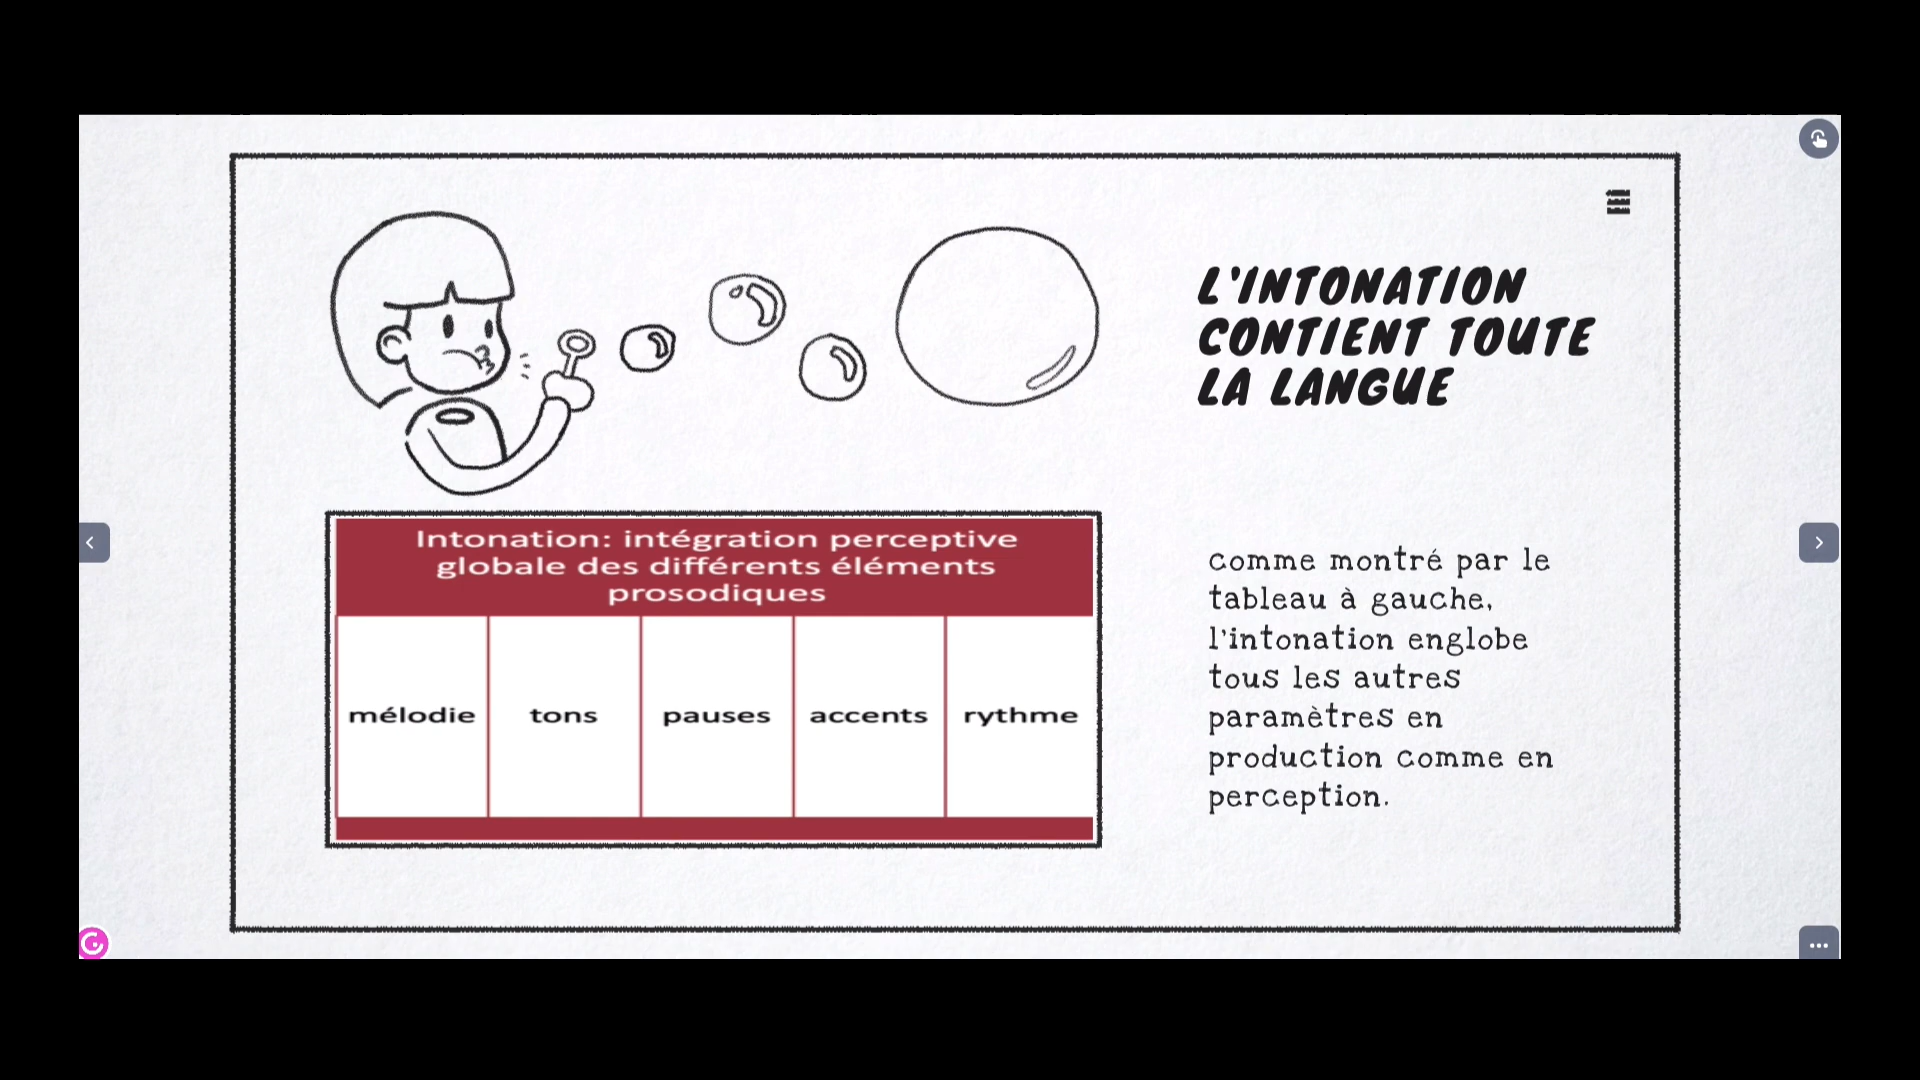 L'INTONATION
CONTIENT TOUTE
LA LANGUE
Intonation: intégration perceptive
globale des différents éléments
prosodiques
mélodie tons pauses accents rythme
comme montré par le
tableau à gauche,
l'intonation englobe
tous les autres
paramètres en
production comme en
perception.